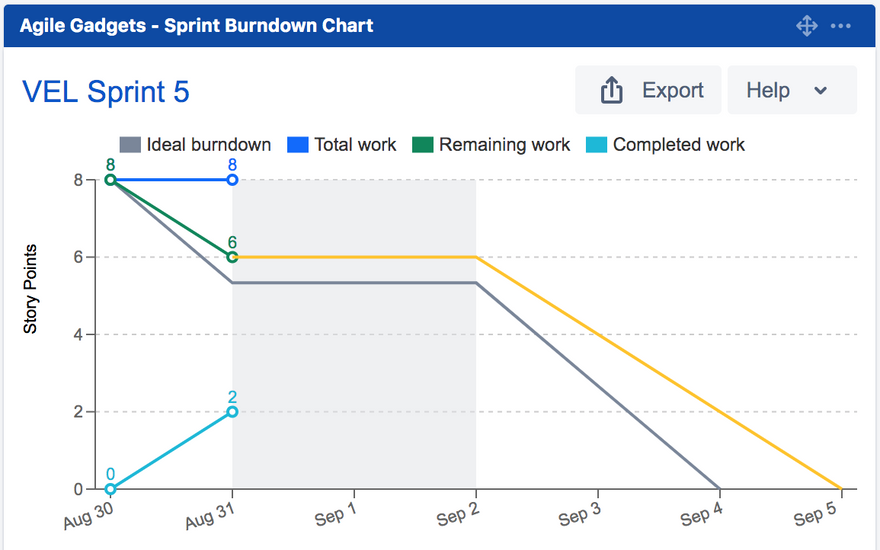 Agile Gadgets - Sprint Burndown Chart
VEL Sprint 5
Export
Help
Ideal burndown Total work Remaining work Completed work
8 8
8
6
6
Story Points
4
2
2
0
0
Aug 30 Aug 31 Sep 1 Sep 2 Sep 3 Sep 4 Sep 5